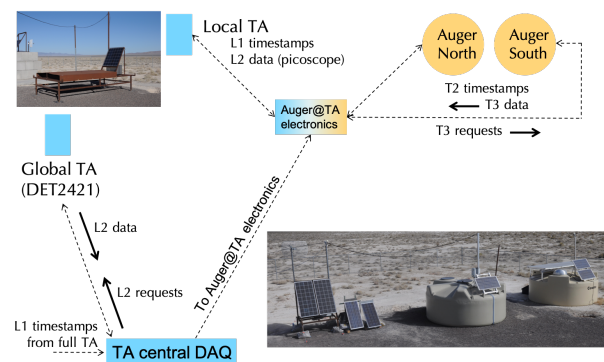 Local TA
L1 timestamps
L2 data (picoscope)
Auger
North
Auger
South
T2 timestamps
T3 data
T3 requests
Auger@TA
electronics
Global TA
(DET2421)
L2 data
L2 requests
To Auger@TA electronics
L1 timestamps
from full TA
TA central DAQ